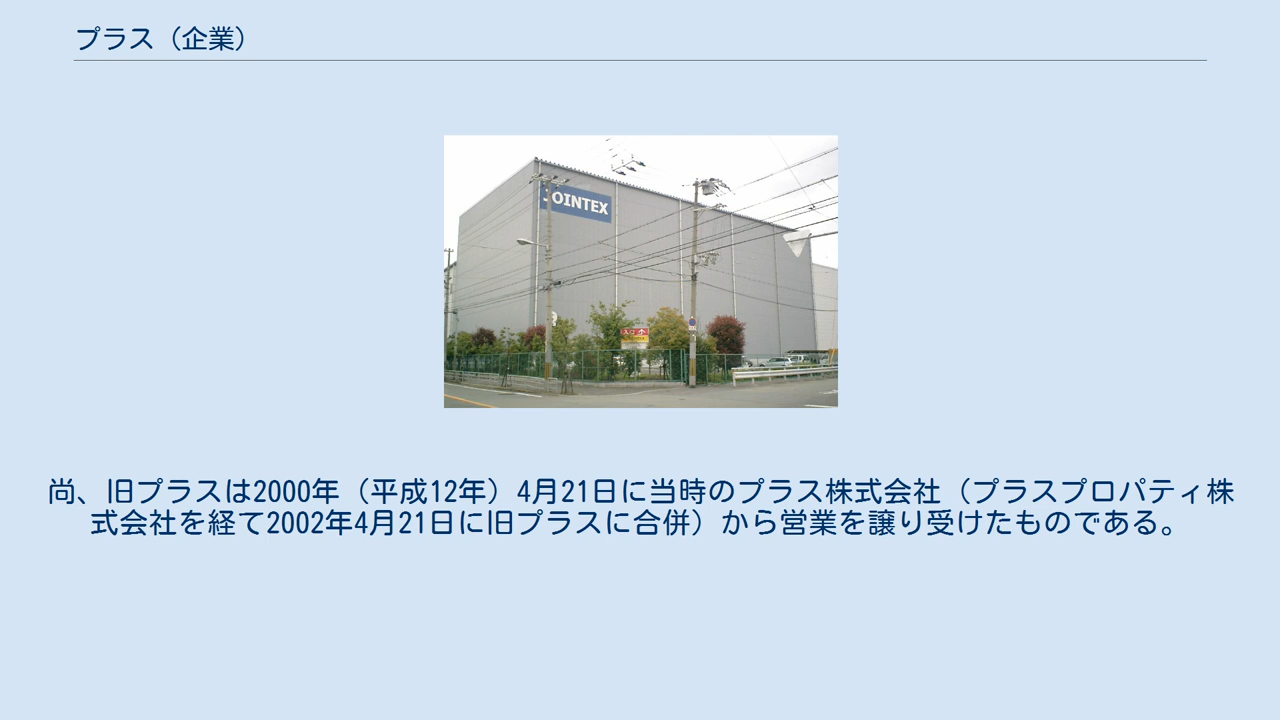 プラス（企業）
JOINTEX
入口
尚、旧プラスは2000年（平成12年）4月21日に当時のプラス株式会社（プラスプロパティ株
式会社を経て2002年4月21日に旧プラスに合併）から営業を譲り受けたものである。